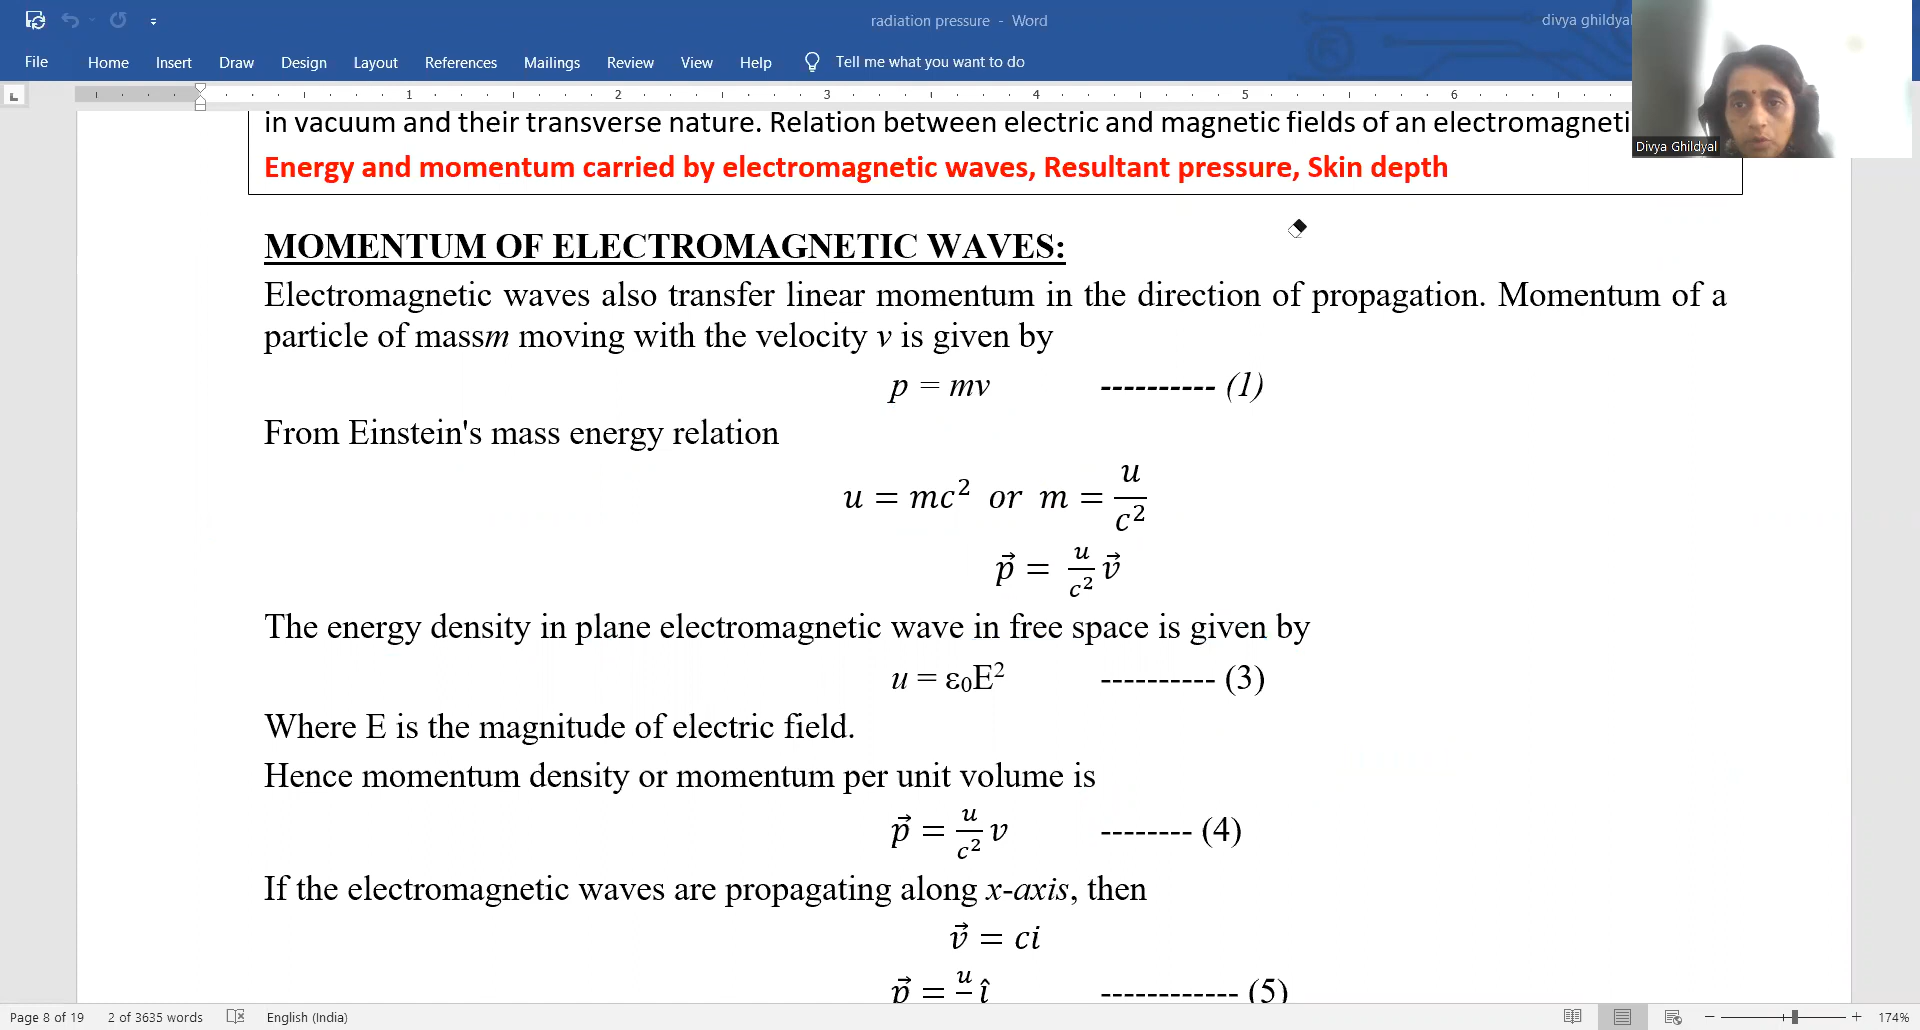 radiation pressure - Word
divya ghildyal
File Home Insert Draw Design Layout References Mailings Review View Help Tell me what you want to do
1 2 3 4 5 6
Divya Ghildyal
in vacuum and their transverse nature. Relation between electric and magnetic fields of an electromagneti
Energy and momentum carried by electromagnetic waves, Resultant pressure, Skin depth
MOMENTUM OF ELECTROMAGNETIC WAVES:
Electromagnetic waves also transfer linear momentum in the direction of propagation. Momentum of a
particle of massm moving with the velocity v is given by
p = mv ---------- (1)
From Einstein's mass energy relation
u = mc² or m = u/c²
p⃗ = u/c² v⃗
The energy density in plane electromagnetic wave in free space is given by
u = ε₀E² ---------- (3)
Where E is the magnitude of electric field.
Hence momentum density or momentum per unit volume is
p⃗ = u/c² v -------- (4)
If the electromagnetic waves are propagating along x-axis, then
v⃗ = ci
p⃗ = u/ î ------------ (5)
Page 8 of 19 2 of 3635 words English (India) 174%